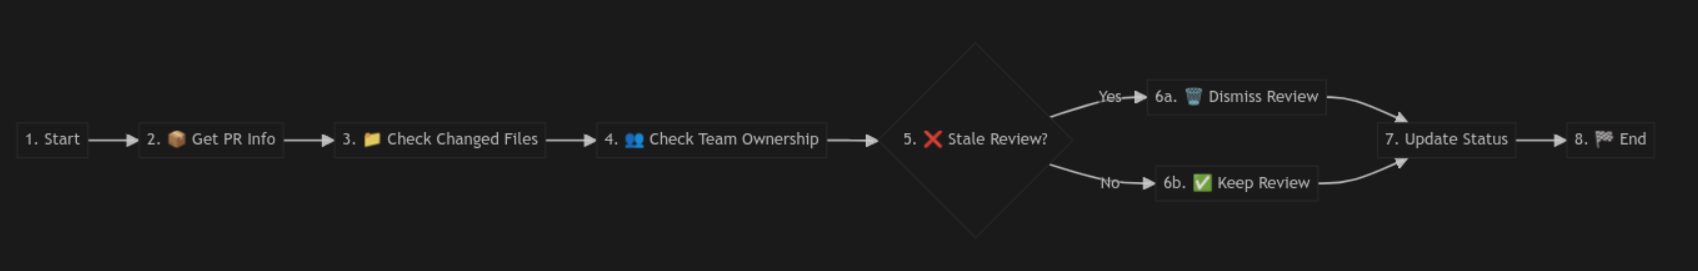 1. Start
2. 📦 Get PR Info
3. 📁 Check Changed Files
4. 👥 Check Team Ownership
5. ❌ Stale Review?
Yes
6a. 🗑️ Dismiss Review
No
6b. ✅ Keep Review
7. Update Status
8. 🏁 End